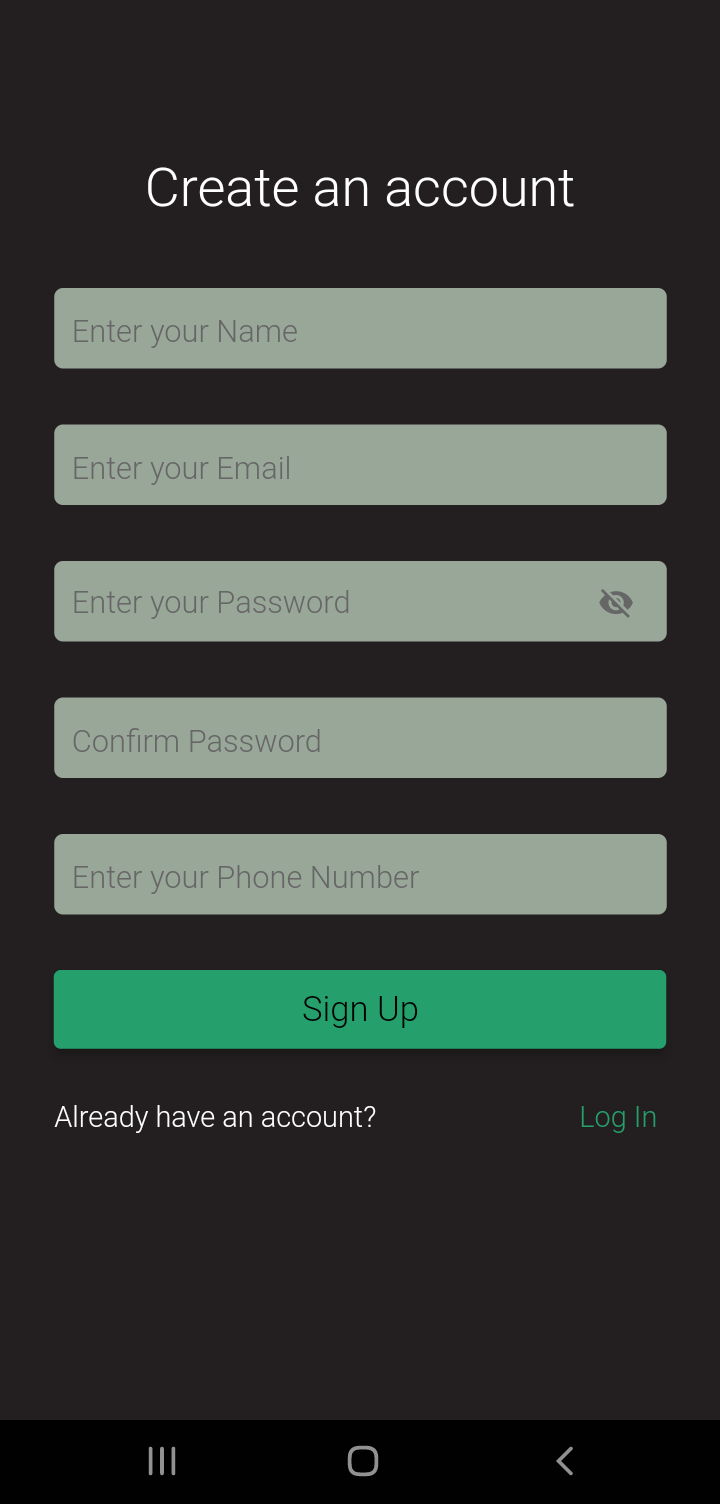 Create an account
Enter your Name
Enter your Email
Enter your Password
Confirm Password
Enter your Phone Number
Sign Up
Already have an account? Log In